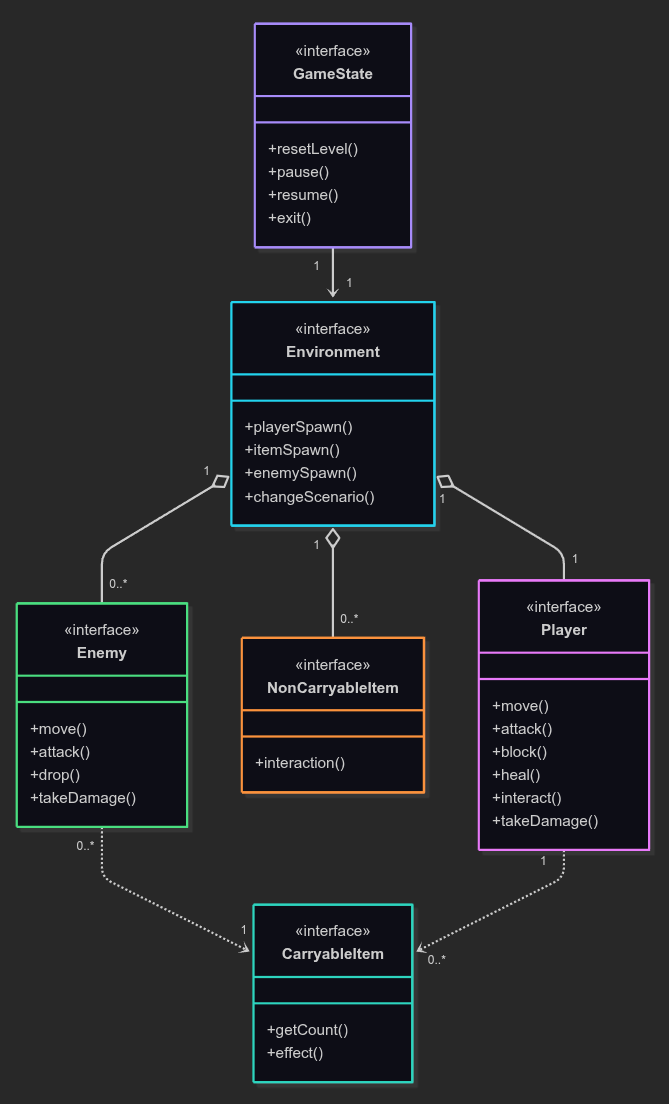 «interface»
GameState
+resetLevel()
+pause()
+resume()
+exit()
1
1
«interface»
Environment
+playerSpawn()
+itemSpawn()
+enemySpawn()
+changeScenario()
1
1
1
0..*
0..*
1
«interface»
Enemy
+move()
+attack()
+drop()
+takeDamage()
«interface»
NonCarryableItem
+interaction()
«interface»
Player
+move()
+attack()
+block()
+heal()
+interact()
+takeDamage()
0..*
1
1
0..*
«interface»
CarryableItem
+getCount()
+effect()